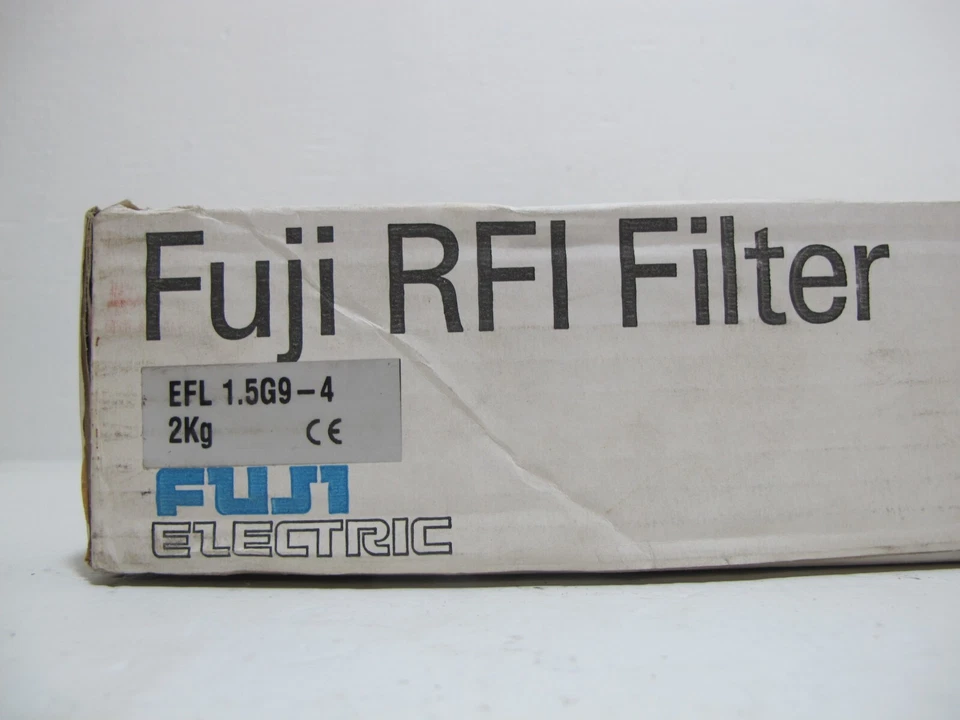 Fuji RFI Filter
EFL 1.5G9-4
2Kg CE
FUJI
ELECTRIC